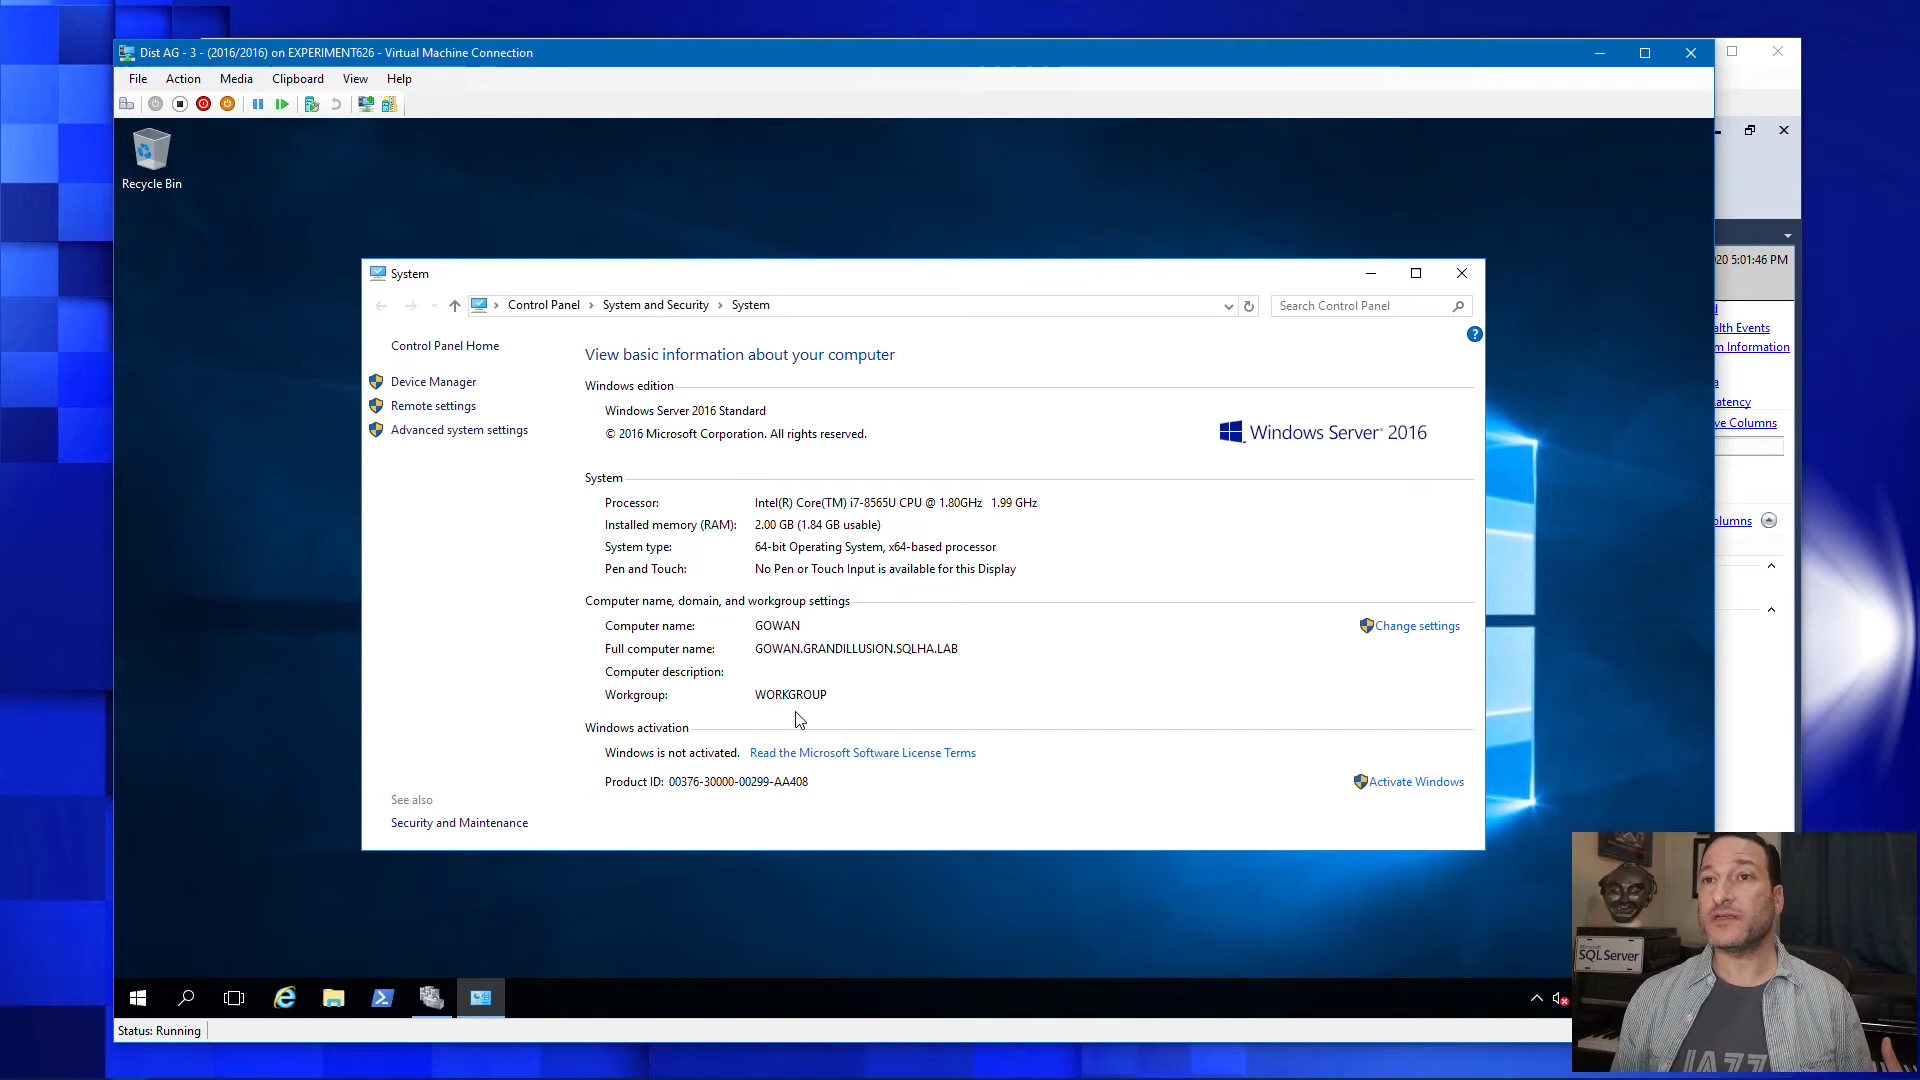 Dist AG - 3 - (2016/2016) on EXPERIMENT626 - Virtual Machine Connection
File Action Media Clipboard View Help
Recycle Bin
20 5:01:46 PM
alth Events
m Information
atency
ve Columns
olumns
System
Control Panel System and Security System
Search Control Panel
?
Control Panel Home
Device Manager
Remote settings
Advanced system settings
View basic information about your computer
Windows edition
Windows Server 2016 Standard
© 2016 Microsoft Corporation. All rights reserved.
Windows Server® 2016
System
Processor: Intel(R) Core(TM) i7-8565U CPU @ 1.80GHz 1.99 GHz
Installed memory (RAM): 2.00 GB (1.84 GB usable)
System type: 64-bit Operating System, x64-based processor
Pen and Touch: No Pen or Touch Input is available for this Display
Computer name, domain, and workgroup settings
Computer name: GOWAN
Change settings
Full computer name: GOWAN.GRANDILLUSION.SQLHA.LAB
Computer description:
Workgroup: WORKGROUP
Windows activation
Windows is not activated. Read the Microsoft Software License Terms
Product ID: 00376-30000-00299-AA408
Activate Windows
See also
Security and Maintenance
Status: Running
Microsoft
SQL Server
JAZZ